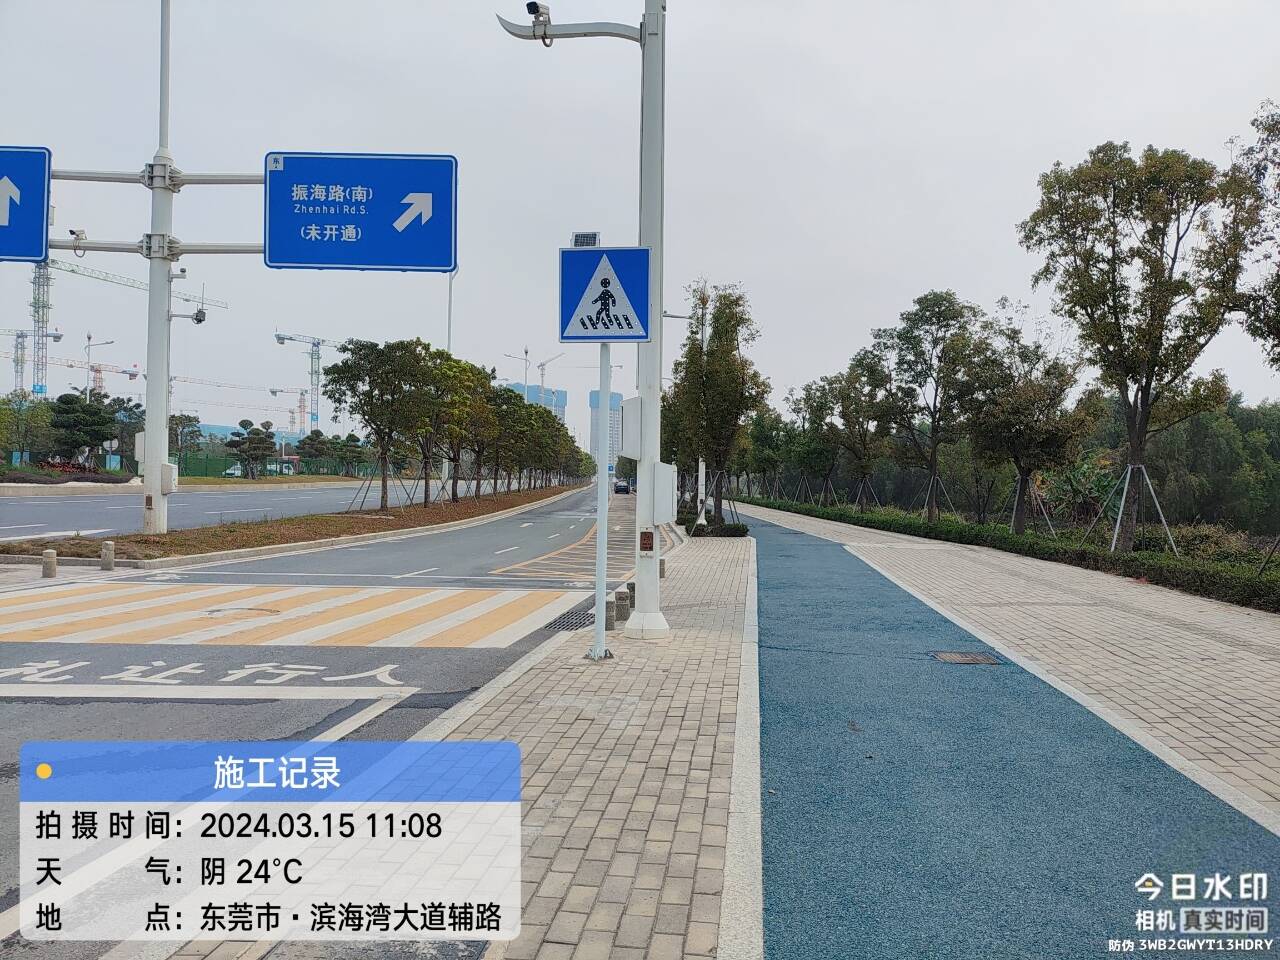 东
振海路(南)
Zhenhai Rd.S.
(未开通)
礼让行人
施工记录
拍摄时间：2024.03.15 11:08
天气：阴 24°C
地点：东莞市·滨海湾大道辅路
今日水印
相机 真实时间
防伪 3WB2GWYT13HDRY